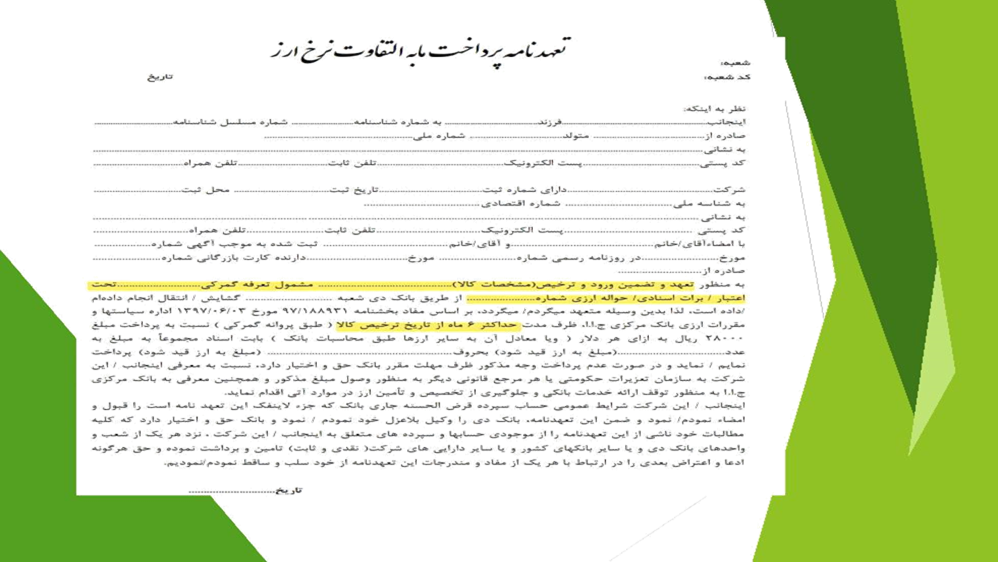 تعهدنامه پرداخت مابه التفاوت نرخ ارز
شعبه:
کد شعبه:
تاریخ
نظر به اینکه:
اینجانب....................فرزند.................... به شماره شناسنامه.................... شماره مسلسل شناسنامه....................
صادره از.................... متولد.................... شماره ملی....................
به نشانی....................
کد پستی....................پست الکترونیک....................تلفن ثابت....................تلفن همراه....................
شرکت....................دارای شماره ثبت....................تاریخ ثبت.................... محل ثبت....................
به شناسه ملی.................... شماره اقتصادی....................
به نشانی ....................
کد پستی ....................پست الکترونیک....................تلفن ثابت....................تلفن همراه....................
با امضاءآقای/خانم....................و آقای/خانم .................... ثبت شده به موجب آگهی شماره....................
مورخ....................در روزنامه رسمی شماره.................... مورخ....................دارنده کارت بازرگانی شماره....................
صادره از....................
به منظور تعهد و تضمین ورود و ترخیص(مشخصات کالا).................... مشمول تعرفه گمرکی....................تحت
اعتبار / برات اسنادی/ حواله ارزی شماره.................... از طریق بانک دی شعبه .................... گشایش / انتقال انجام داده‌ام
/داده است، لذا بدین وسیله متعهد میگردم/ میگردد، بر اساس مفاد بخشنامه ۹۷/۱۸۸۹۳۱ مورخ ۱۳۹۷/۰۶/۰۳ اداره سیاستها و
مقررات ارزی بانک مرکزی ج.ا.ا. ظرف مدت حداکثر ۶ ماه از تاریخ ترخیص کالا ( طبق پروانه گمرکی ) نسبت به پرداخت مبلغ
۳۸۰۰۰ ریال به ازای هر دلار ( ویا معادل آن به سایر ارزها طبق محاسبات بانک ) بابت اسناد مجموعاً به مبلغ به
عدد....................(مبلغ به ارز قید شود) بحروف.................... (مبلغ به ارز قید شود) پرداخت
نمایم / نماید و در صورت عدم پرداخت وجه مذکور ظرف مهلت مقرر بانک حق و اختیار دارد، نسبت به معرفی اینجانب / این
شرکت به سازمان تعزیرات حکومتی یا هر مرجع قانونی دیگر به منظور وصول مبلغ مذکور و همچنین معرفی به بانک مرکزی
ج.ا.ا به منظور توقف ارائه خدمات بانکی و جلوگیری از تخصیص و تأمین ارز در موارد آتی اقدام نماید.
اینجانب / این شرکت شرایط عمومی حساب سپرده قرض الحسنه جاری بانک که جزء لاینفک این تعهد نامه است را قبول و
امضاء نمودم/ نمود و ضمن این تعهدنامه، بانک دی را وکیل بلاعزل خود نمودم / نمود و بانک حق و اختیار دارد که کلیه
مطالبات خود ناشی از این تعهدنامه را از موجودی حسابها و سپرده های متعلق به اینجانب / این شرکت ، نزد هر یک از شعب و
واحدهای بانک دی و یا سایر بانکهای کشور و یا سایر دارایی های شرکت( نقدی و ثابت) تامین و برداشت نموده و حق هرگونه
ادعا و اعتراض بعدی را در ارتباط با هر یک از مفاد و مندرجات این تعهدنامه از خود سلب و ساقط نمودم/نمودیم.
تاریخ....................